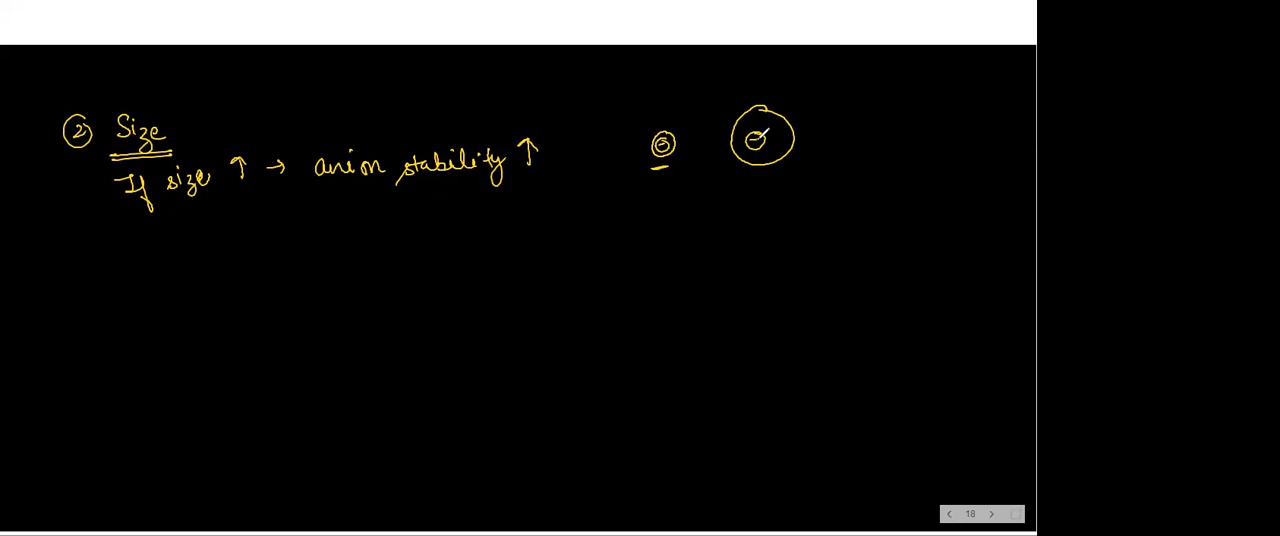 ② Size
If size ↑ → anion stability ↑
⊖ ⊖
18